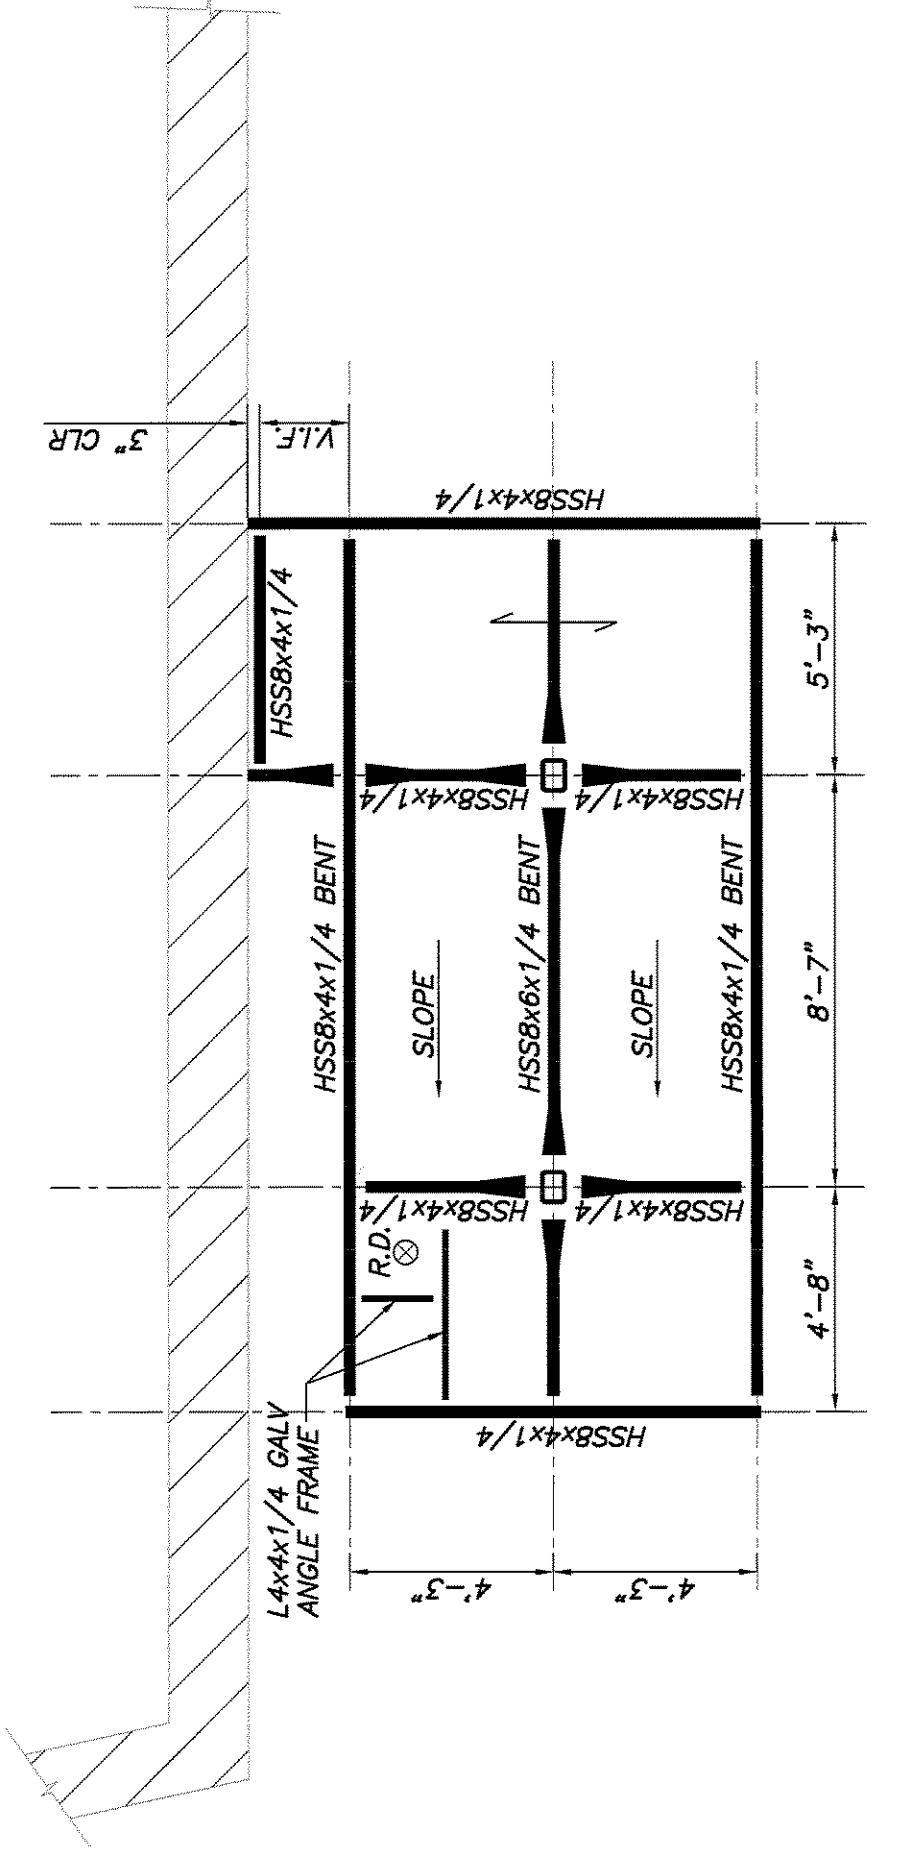 3" CLR
V.I.F.
HSS8x4x1/4
HSS8x4x1/4
HSS8x4x1/4
HSS8x4x1/4
5'-3"
HSS8x4x1/4 BENT
SLOPE
HSS8x6x1/4 BENT
SLOPE
HSS8x4x1/4 BENT
8'-7"
HSS8x4x1/4
HSS8x4x1/4
R.D.
4'-8"
L4x4x1/4 GALV
ANGLE FRAME
HSS8x4x1/4
4'-3"
4'-3"